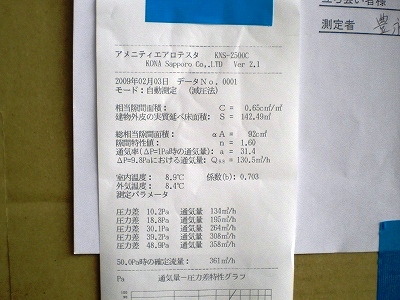 立ち会い者様
測定者 豊
アメニティエアロテスタ KNS-2500C
KONA Sapporo Co,.LTD Ver 2.1
2009年02月03日 データNo. 0001
モード:自動測定 (減圧法)
相当隙間面積: C = 0.65c㎡/㎡
建物外皮の実質延べ床面積: S = 142.49㎡
総相当隙間面積: αA = 92c㎡
隙間特性値: n = 1.60
通気率(ΔP=1Pa時の通気量): a = 31.4
ΔP=9.8Paにおける通気量: Q₉.₈ = 130.5㎥/h
室内温度: 8.9℃ 係数(b): 0.703
外気温度: 8.4℃
測定パラメータ
圧力差 10.2Pa 通気量 134㎥/h
圧力差 18.8Pa 通気量 195㎥/h
圧力差 30.1Pa 通気量 264㎥/h
圧力差 39.2Pa 通気量 308㎥/h
圧力差 48.9Pa 通気量 358㎥/h
50.0Pa時の確定流量: 361㎥/h
Pa 通気量−圧力差特性グラフ
100